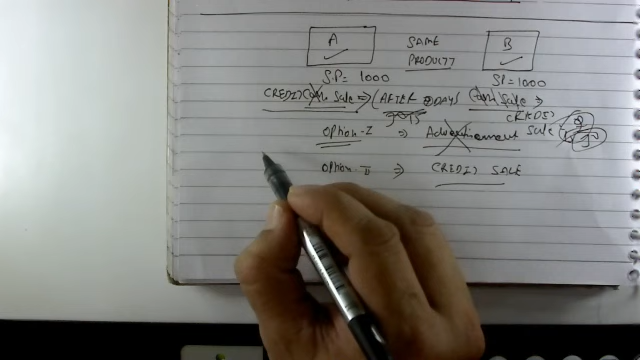 A SAME B
PRODUCT?
S.P = 1000 SP = 1000
CREDIT Cash Sale => (AFTER DAYS Cash Sale =>
CREDIT
Option-I => Advertisement Sale
Option-II => CREDIT SALE